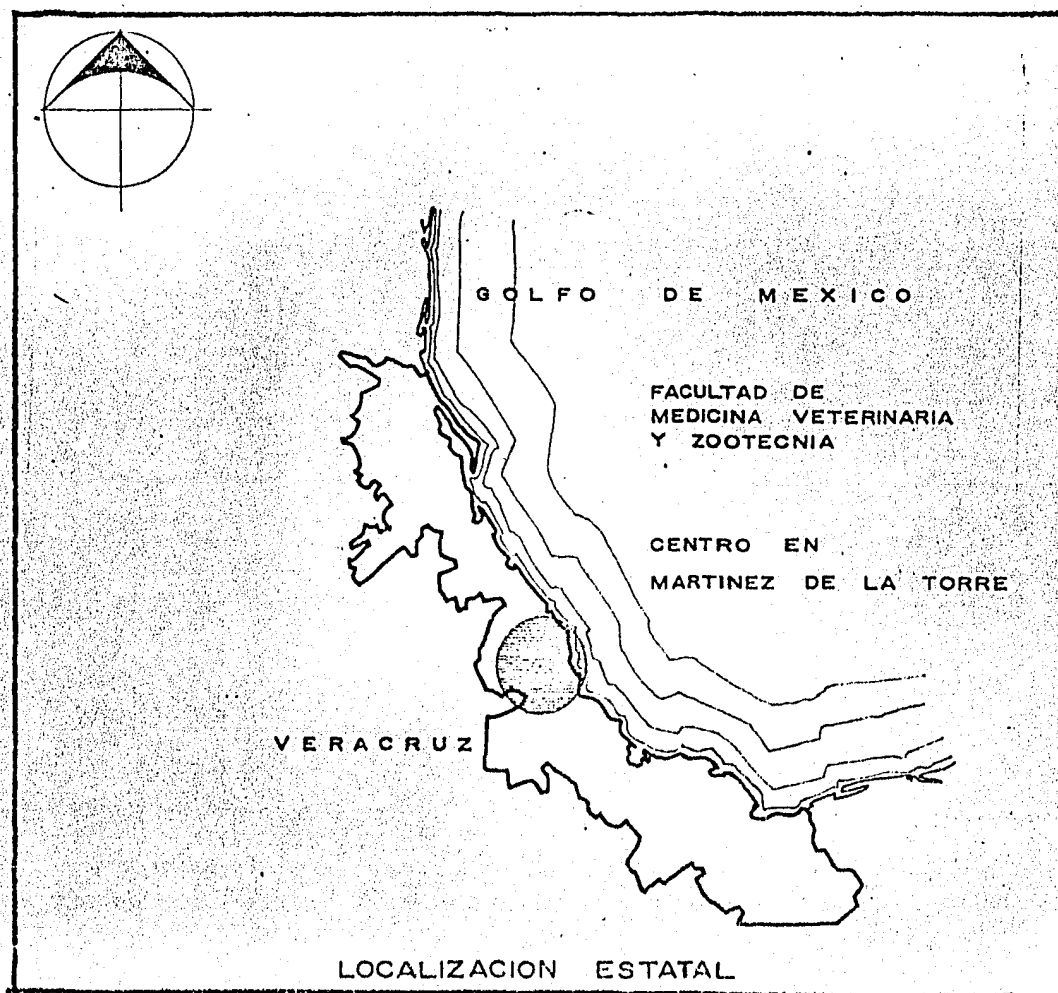 GOLFO DE MEXICO
FACULTAD DE
MEDICINA VETERINARIA
Y ZOOTECNIA
CENTRO EN
MARTINEZ DE LA TORRE
VERACRUZ
LOCALIZACION ESTATAL